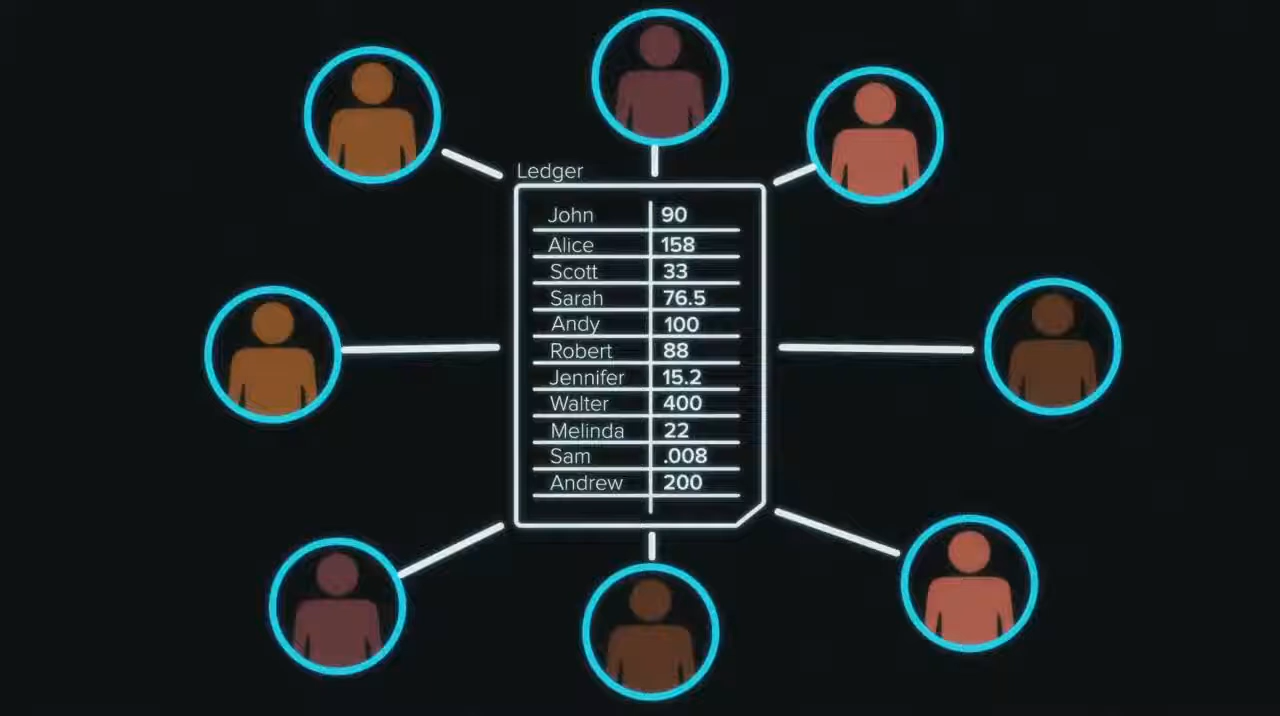 Ledger
John 90
Alice 158
Scott 33
Sarah 76.5
Andy 100
Robert 88
Jennifer 15.2
Walter 400
Melinda 22
Sam .008
Andrew 200